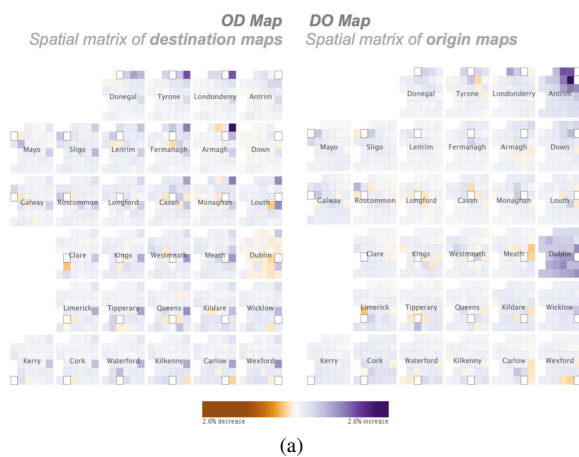 OD Map
Spatial matrix of destination maps
DO Map
Spatial matrix of origin maps
Donegal Tyrone Londonderry Antrim
Mayo Sligo Leitrim Fermanagh Armagh Down
Galway Roscommon Longford Cavan Monaghan Louth
Clare Kings Westmeath Meath Dublin
Limerick Tipperary Queens Kildare Wicklow
Kerry Cork Waterford Kilkenny Carlow Wexford
Donegal Tyrone Londonderry Antrim
Mayo Sligo Leitrim Fermanagh Armagh Down
Galway Roscommon Longford Cavan Monaghan Louth
Clare Kings Westmeath Meath Dublin
Limerick Tipperary Queens Kildare Wicklow
Kerry Cork Waterford Kilkenny Carlow Wexford
2.6% decrease 2.6% increase
(a)